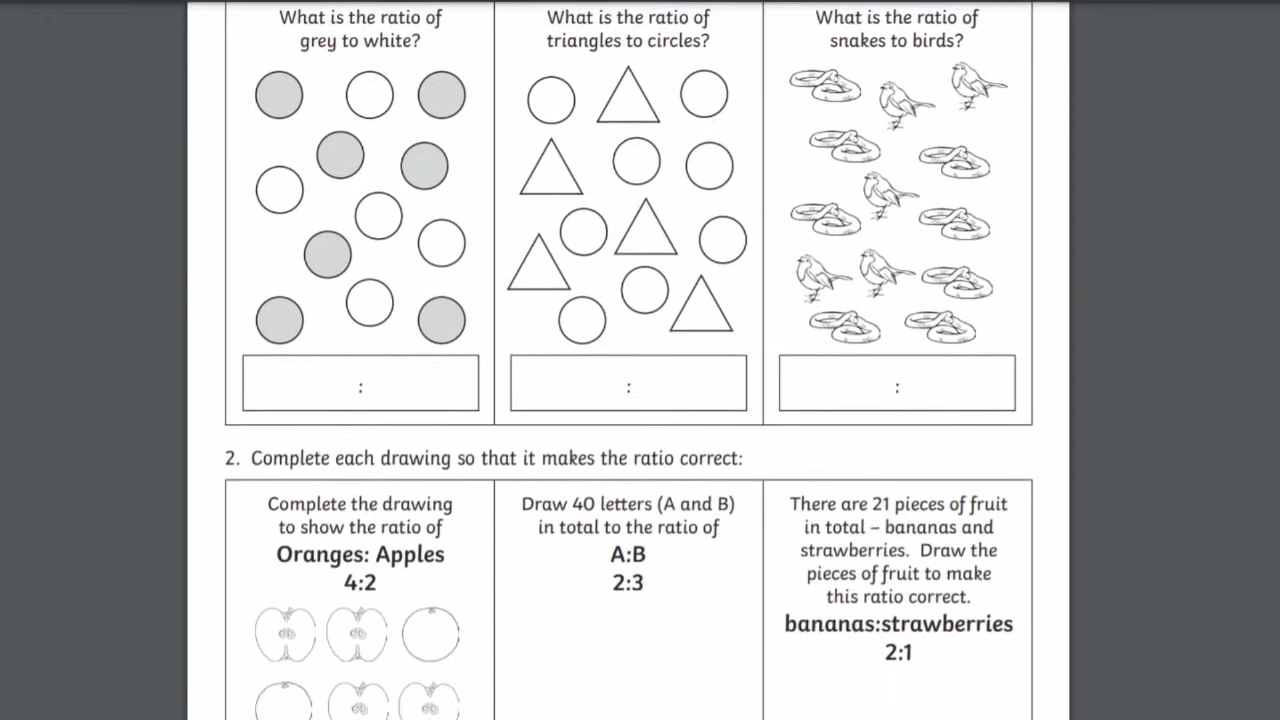 What is the ratio of
grey to white?
What is the ratio of
triangles to circles?
What is the ratio of
snakes to birds?
:
:
:
2. Complete each drawing so that it makes the ratio correct:
Complete the drawing
to show the ratio of
Oranges: Apples
4:2
Draw 40 letters (A and B)
in total to the ratio of
A:B
2:3
There are 21 pieces of fruit
in total – bananas and
strawberries. Draw the
pieces of fruit to make
this ratio correct.
bananas:strawberries
2:1